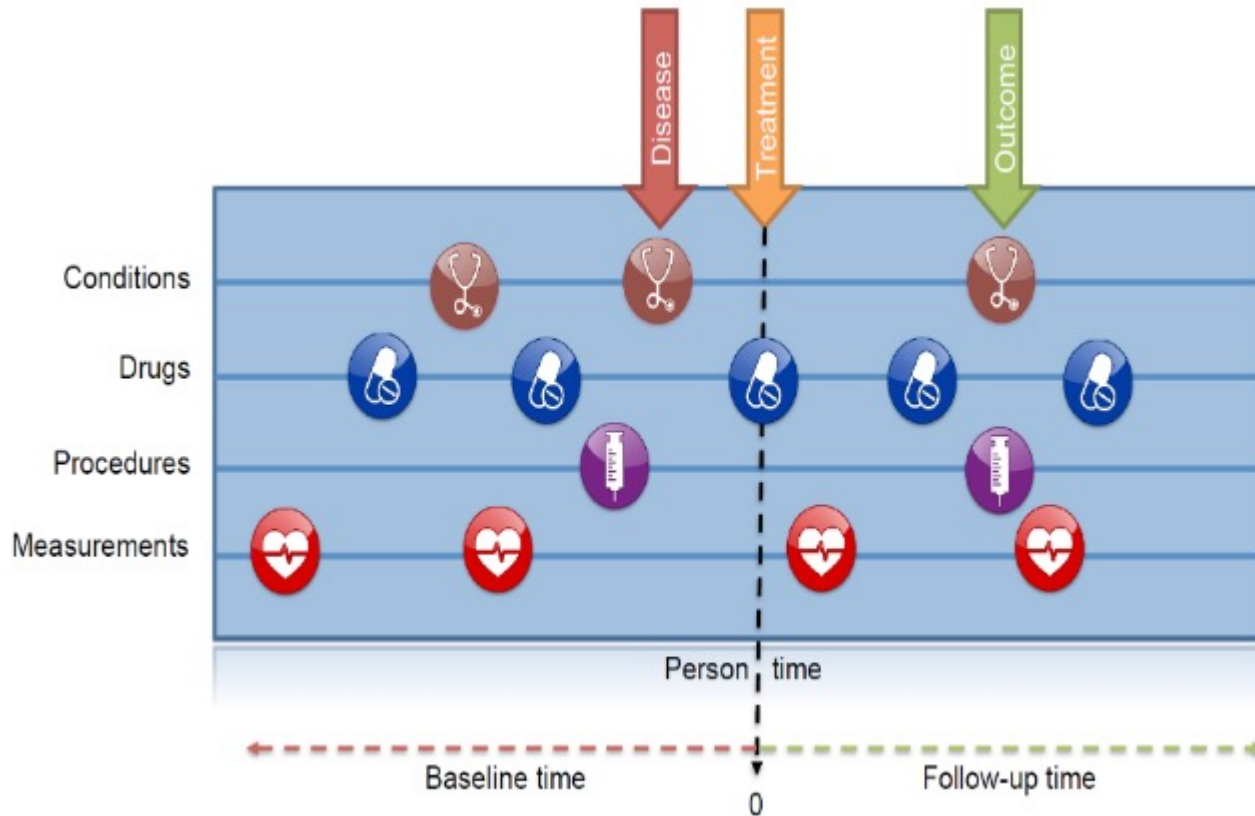 Disease
Treatment
Outcome
Conditions
Drugs
Procedures
Measurements
Person time
Baseline time
Follow-up time
0